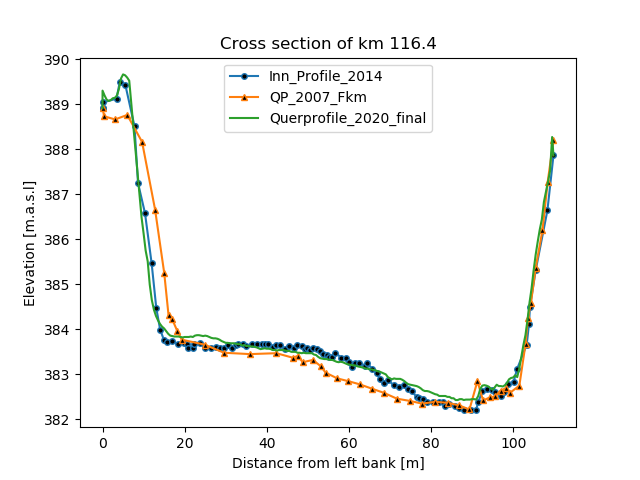 Cross section of km 116.4
Inn_Profile_2014
QP_2007_Fkm
Querprofile_2020_final
Elevation [m.a.s.l]
390
389
388
387
386
385
384
383
382
0 20 40 60 80 100
Distance from left bank [m]